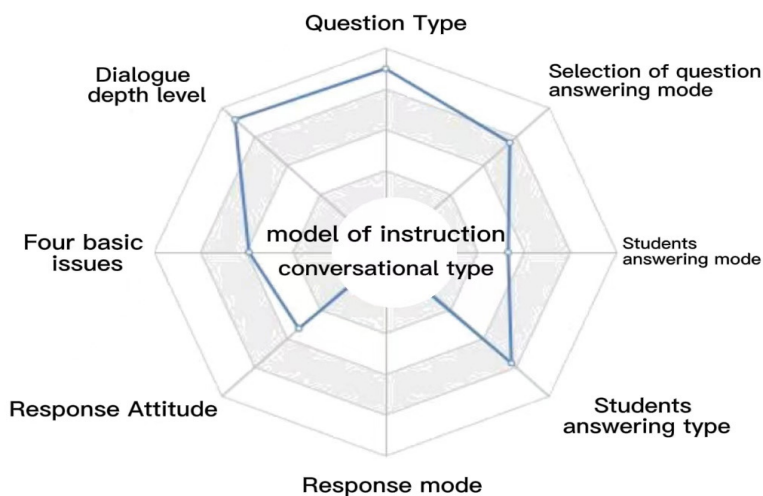 Question Type
Dialogue
depth level
Selection of question
answering mode
Four basic
issues
model of instruction
conversational type
Students
answering mode
Response Attitude
Students
answering type
Response mode